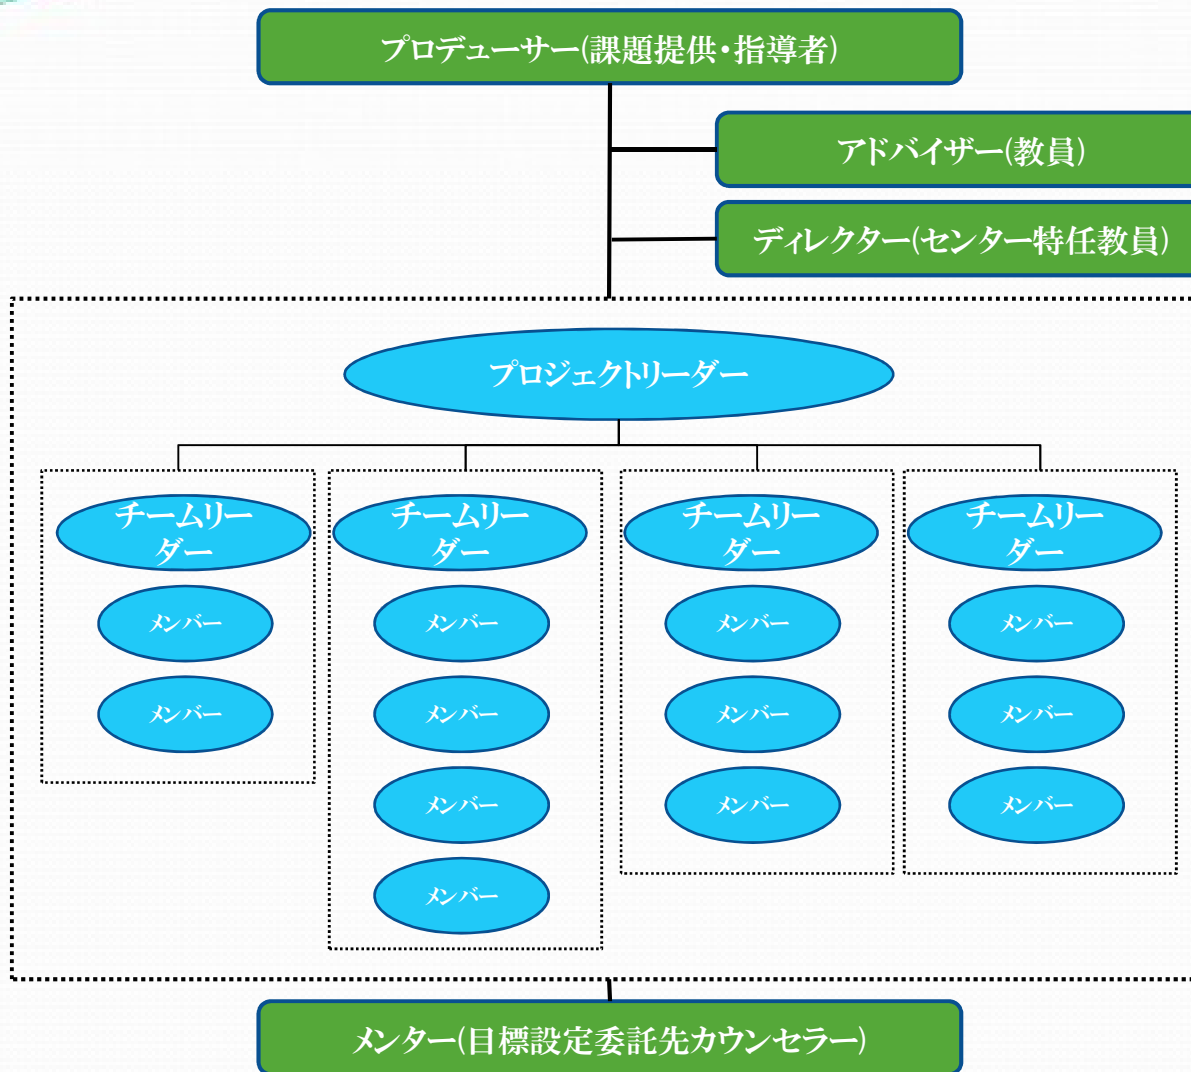 プロデューサー(課題提供・指導者)
アドバイザー(教員)
ディレクター(センター特任教員)
プロジェクトリーダー
チームリー
ダー
チームリー
ダー
チームリー
ダー
チームリー
ダー
メンバー
メンバー
メンバー
メンバー
メンバー
メンバー
メンバー
メンバー
メンバー
メンバー
メンバー
メンバー
メンター(目標設定委託先カウンセラー)